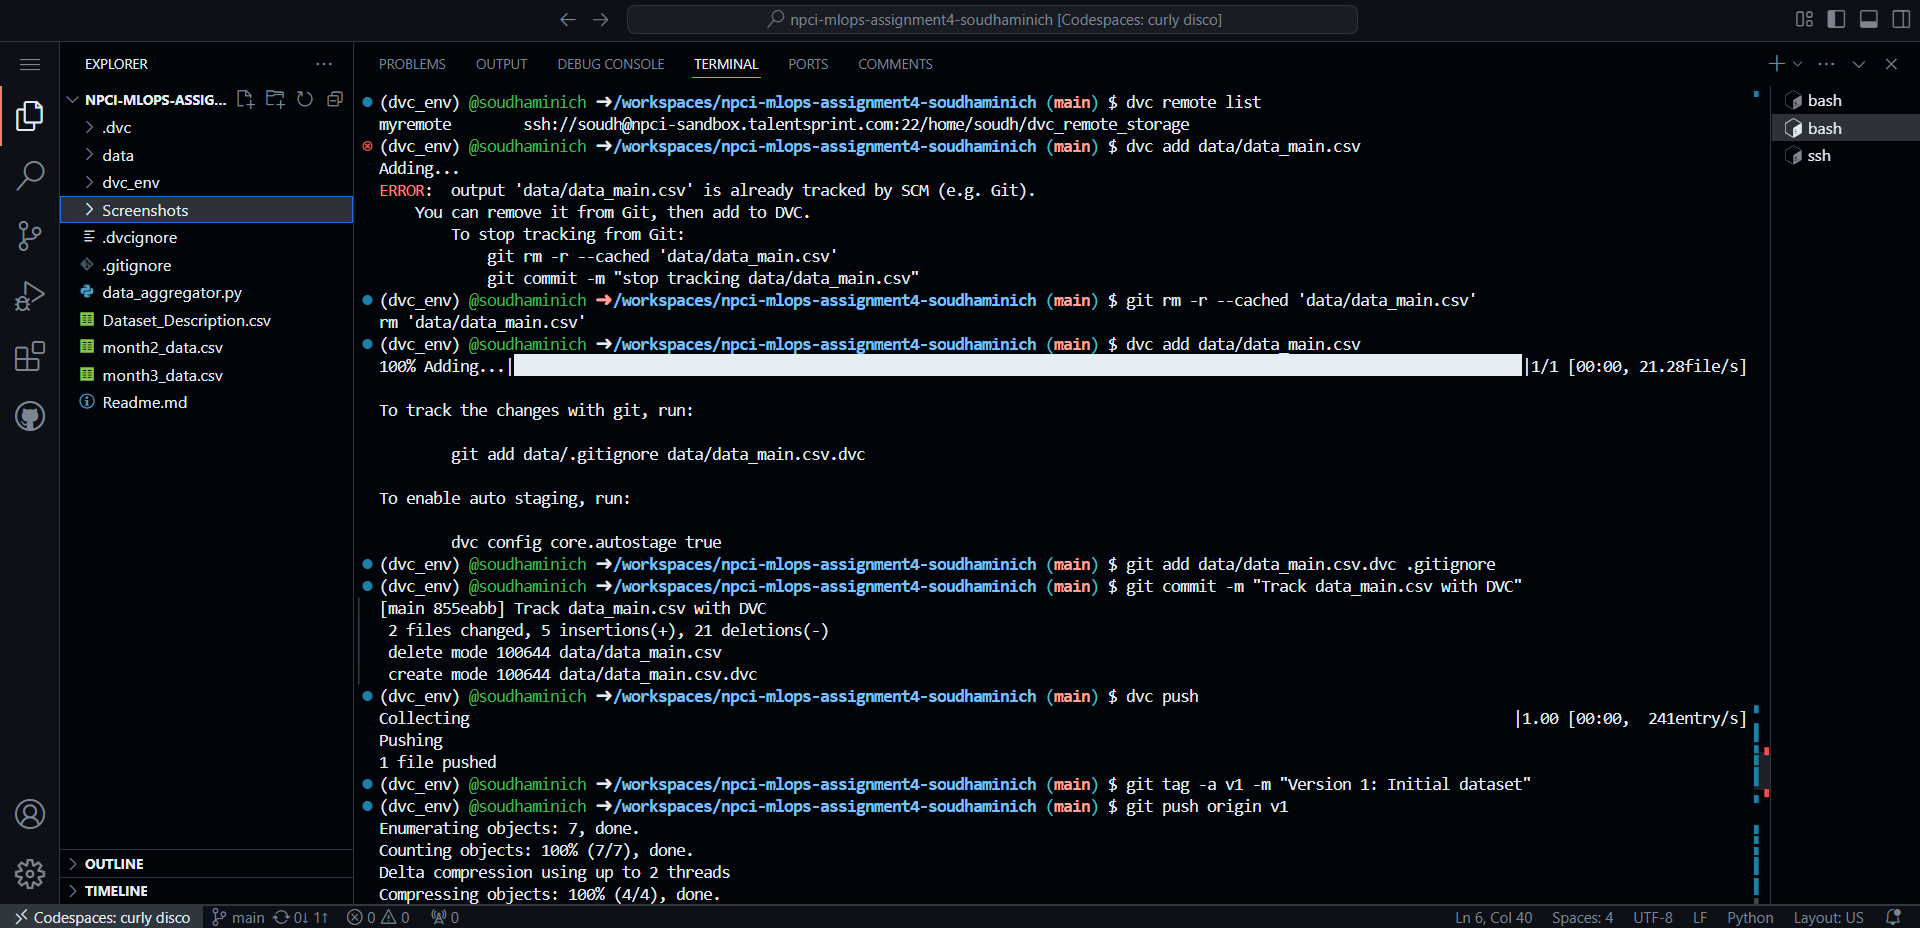 npci-mlops-assignment4-soudhaminich [Codespaces: curly disco]
EXPLORER
NPCI-MLOPS-ASSIG...
.dvc
data
dvc_env
Screenshots
.dvcignore
.gitignore
data_aggregator.py
Dataset_Description.csv
month2_data.csv
month3_data.csv
Readme.md
OUTLINE
TIMELINE
PROBLEMS OUTPUT DEBUG CONSOLE TERMINAL PORTS COMMENTS
(dvc_env) @soudhaminich ➜/workspaces/npci-mlops-assignment4-soudhaminich (main) $ dvc remote list
myremote        ssh://soudh@npci-sandbox.talentsprint.com:22/home/soudh/dvc_remote_storage
(dvc_env) @soudhaminich ➜/workspaces/npci-mlops-assignment4-soudhaminich (main) $ dvc add data/data_main.csv
Adding...
ERROR:  output 'data/data_main.csv' is already tracked by SCM (e.g. Git).
    You can remove it from Git, then add to DVC.
        To stop tracking from Git:
            git rm -r --cached 'data/data_main.csv'
            git commit -m "stop tracking data/data_main.csv"
(dvc_env) @soudhaminich ➜/workspaces/npci-mlops-assignment4-soudhaminich (main) $ git rm -r --cached 'data/data_main.csv'
rm 'data/data_main.csv'
(dvc_env) @soudhaminich ➜/workspaces/npci-mlops-assignment4-soudhaminich (main) $ dvc add data/data_main.csv
100% Adding...| |1/1 [00:00, 21.28file/s]
To track the changes with git, run:
        git add data/.gitignore data/data_main.csv.dvc
To enable auto staging, run:
        dvc config core.autostage true
(dvc_env) @soudhaminich ➜/workspaces/npci-mlops-assignment4-soudhaminich (main) $ git add data/data_main.csv.dvc .gitignore
(dvc_env) @soudhaminich ➜/workspaces/npci-mlops-assignment4-soudhaminich (main) $ git commit -m "Track data_main.csv with DVC"
[main 855eabb] Track data_main.csv with DVC
 2 files changed, 5 insertions(+), 21 deletions(-)
 delete mode 100644 data/data_main.csv
 create mode 100644 data/data_main.csv.dvc
(dvc_env) @soudhaminich ➜/workspaces/npci-mlops-assignment4-soudhaminich (main) $ dvc push
Collecting |1.00 [00:00,  241entry/s]
Pushing
1 file pushed
(dvc_env) @soudhaminich ➜/workspaces/npci-mlops-assignment4-soudhaminich (main) $ git tag -a v1 -m "Version 1: Initial dataset"
(dvc_env) @soudhaminich ➜/workspaces/npci-mlops-assignment4-soudhaminich (main) $ git push origin v1
Enumerating objects: 7, done.
Counting objects: 100% (7/7), done.
Delta compression using up to 2 threads
Compressing objects: 100% (4/4), done.
bash
bash
ssh
Codespaces: curly disco main 0↓ 1↑ 0 0 0 Ln 6, Col 40 Spaces: 4 UTF-8 LF Python Layout: US